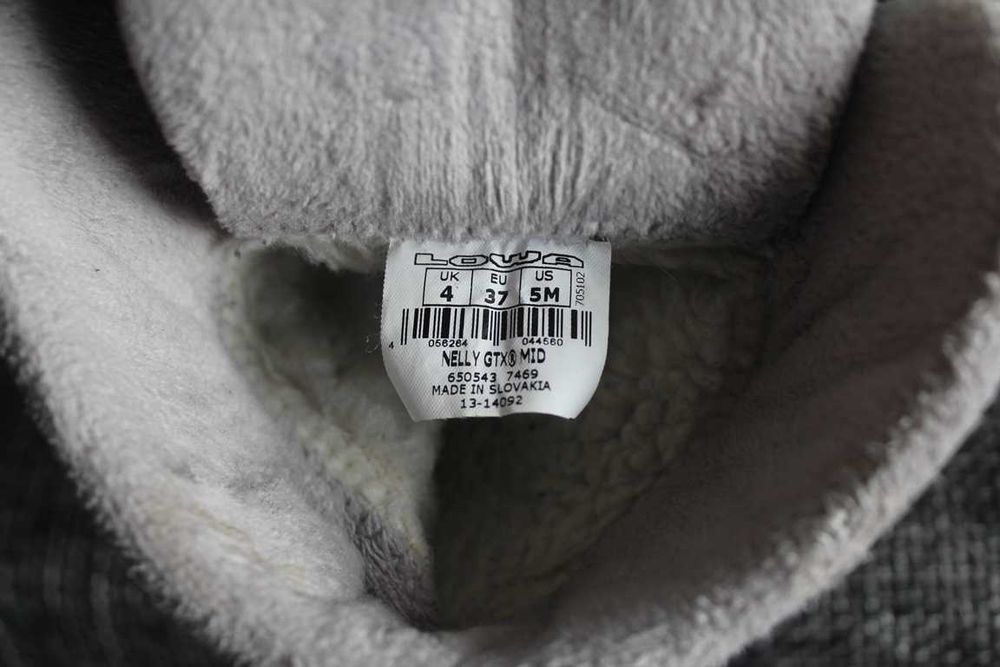 LOWA
UK EU US
4 37 5M
705102
4 056264 044560
NELLY GTX® MID
650543 7469
MADE IN SLOVAKIA
13-14092